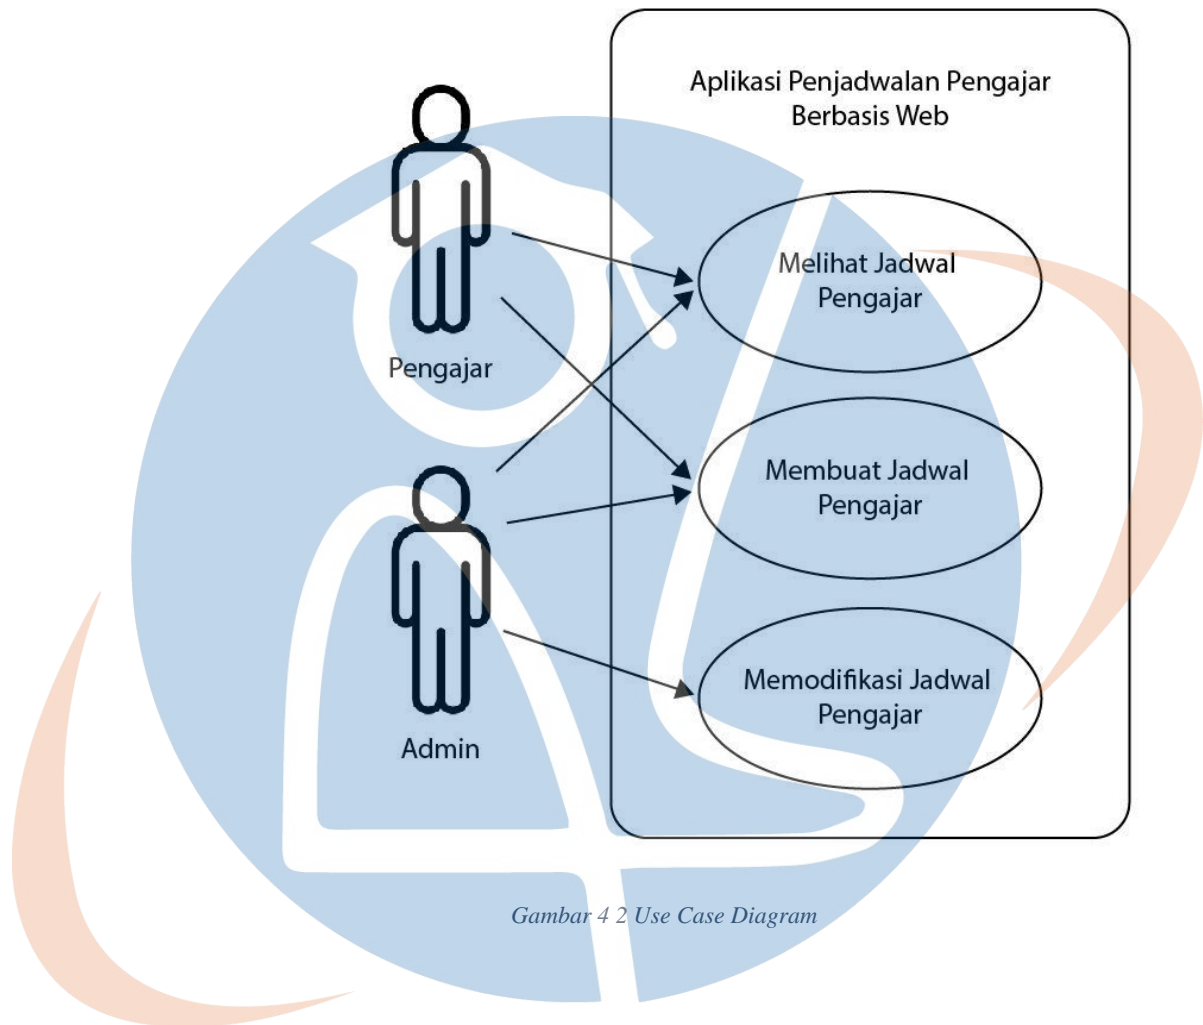 Aplikasi Penjadwalan Pengajar
Berbasis Web
Melihat Jadwal
Pengajar
Pengajar
Membuat Jadwal
Pengajar
Memodifikasi Jadwal
Pengajar
Admin
Gambar 4 2 Use Case Diagram